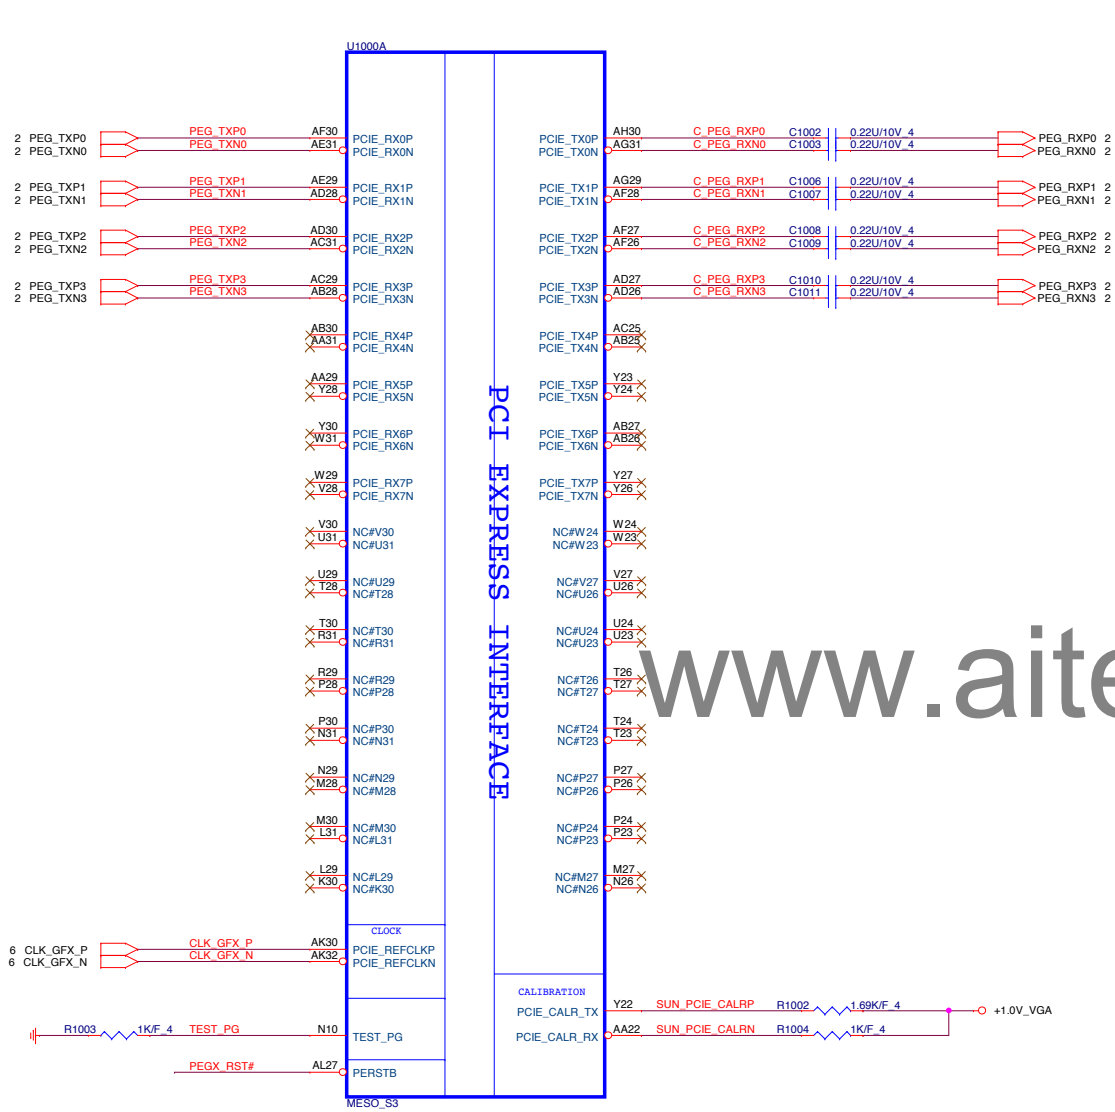 U1000A
2 PEG_TXP0 PEG_TXP0 AF30 PCIE_RX0P PCIE_TX0P AH30 C_PEG_RXP0 C1002 0.22U/10V_4 PEG_RXP0 2
2 PEG_TXN0 PEG_TXN0 AE31 PCIE_RX0N PCIE_TX0N AG31 C_PEG_RXN0 C1003 0.22U/10V_4 PEG_RXN0 2
2 PEG_TXP1 PEG_TXP1 AE29 PCIE_RX1P PCIE_TX1P AG29 C_PEG_RXP1 C1006 0.22U/10V_4 PEG_RXP1 2
2 PEG_TXN1 PEG_TXN1 AD28 PCIE_RX1N PCIE_TX1N AF28 C_PEG_RXN1 C1007 0.22U/10V_4 PEG_RXN1 2
2 PEG_TXP2 PEG_TXP2 AD30 PCIE_RX2P PCIE_TX2P AF27 C_PEG_RXP2 C1008 0.22U/10V_4 PEG_RXP2 2
2 PEG_TXN2 PEG_TXN2 AC31 PCIE_RX2N PCIE_TX2N AF26 C_PEG_RXN2 C1009 0.22U/10V_4 PEG_RXN2 2
2 PEG_TXP3 PEG_TXP3 AC29 PCIE_RX3P PCIE_TX3P AD27 C_PEG_RXP3 C1010 0.22U/10V_4 PEG_RXP3 2
2 PEG_TXN3 PEG_TXN3 AB28 PCIE_RX3N PCIE_TX3N AD26 C_PEG_RXN3 C1011 0.22U/10V_4 PEG_RXN3 2
AB30 PCIE_RX4P PCIE_TX4P AC25
AA31 PCIE_RX4N PCIE_TX4N AB25
AA29 PCIE_RX5P PCIE_TX5P Y23
Y28 PCIE_RX5N PCIE_TX5N Y24
Y30 PCIE_RX6P PCIE_TX6P AB27
W31 PCIE_RX6N PCIE_TX6N AB26
W29 PCIE_RX7P PCIE_TX7P Y27
V28 PCIE_RX7N PCIE_TX7N Y26
V30 NC#V30 NC#W24 W24
U31 NC#U31 NC#W23 W23
U29 NC#U29 NC#V27 V27
T28 NC#T28 NC#U26 U26
T30 NC#T30 NC#U24 U24
R31 NC#R31 NC#U23 U23
R29 NC#R29 NC#T26 T26
P28 NC#P28 NC#T27 T27
P30 NC#P30 NC#T24 T24
N31 NC#N31 NC#T23 T23
N29 NC#N29 NC#P27 P27
M28 NC#M28 NC#P26 P26
M30 NC#M30 NC#P24 P24
L31 NC#L31 NC#P23 P23
L29 NC#L29 NC#M27 M27
K30 NC#K30 NC#N26 N26
PCI EXPRESS INTERFACE
www.aite
CLOCK
6 CLK_GFX_P CLK_GFX_P AK30 PCIE_REFCLKP
6 CLK_GFX_N CLK_GFX_N AK32 PCIE_REFCLKN
CALIBRATION
PCIE_CALR_TX Y22 SUN_PCIE_CALRP R1002 1.69K/F_4 +1.0V_VGA
R1003 1K/F_4 TEST_PG N10 TEST_PG PCIE_CALR_RX AA22 SUN_PCIE_CALRN R1004 1K/F_4
PEGX_RST# AL27 PERSTB
MESO_S3